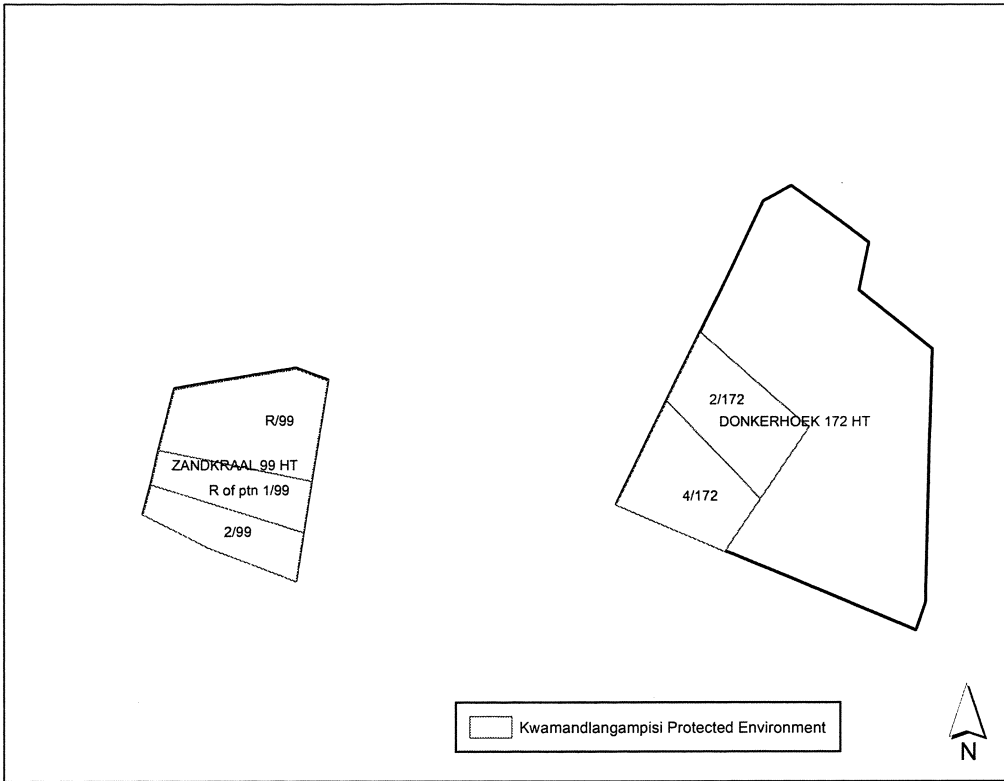 R/99
ZANDKRAAL 99 HT
R of ptn 1/99
2/99
2/172
DONKERHOEK 172 HT
4/172
Kwamandlangampisi Protected Environment
N